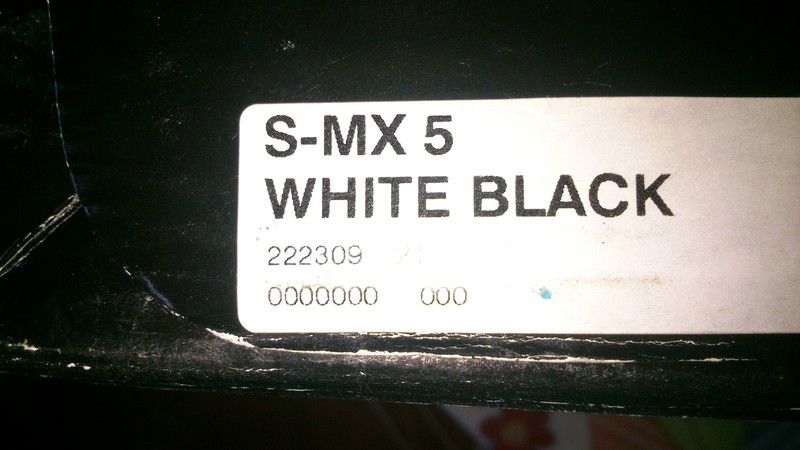 S-MX 5
WHITE BLACK
222309
0000000 000